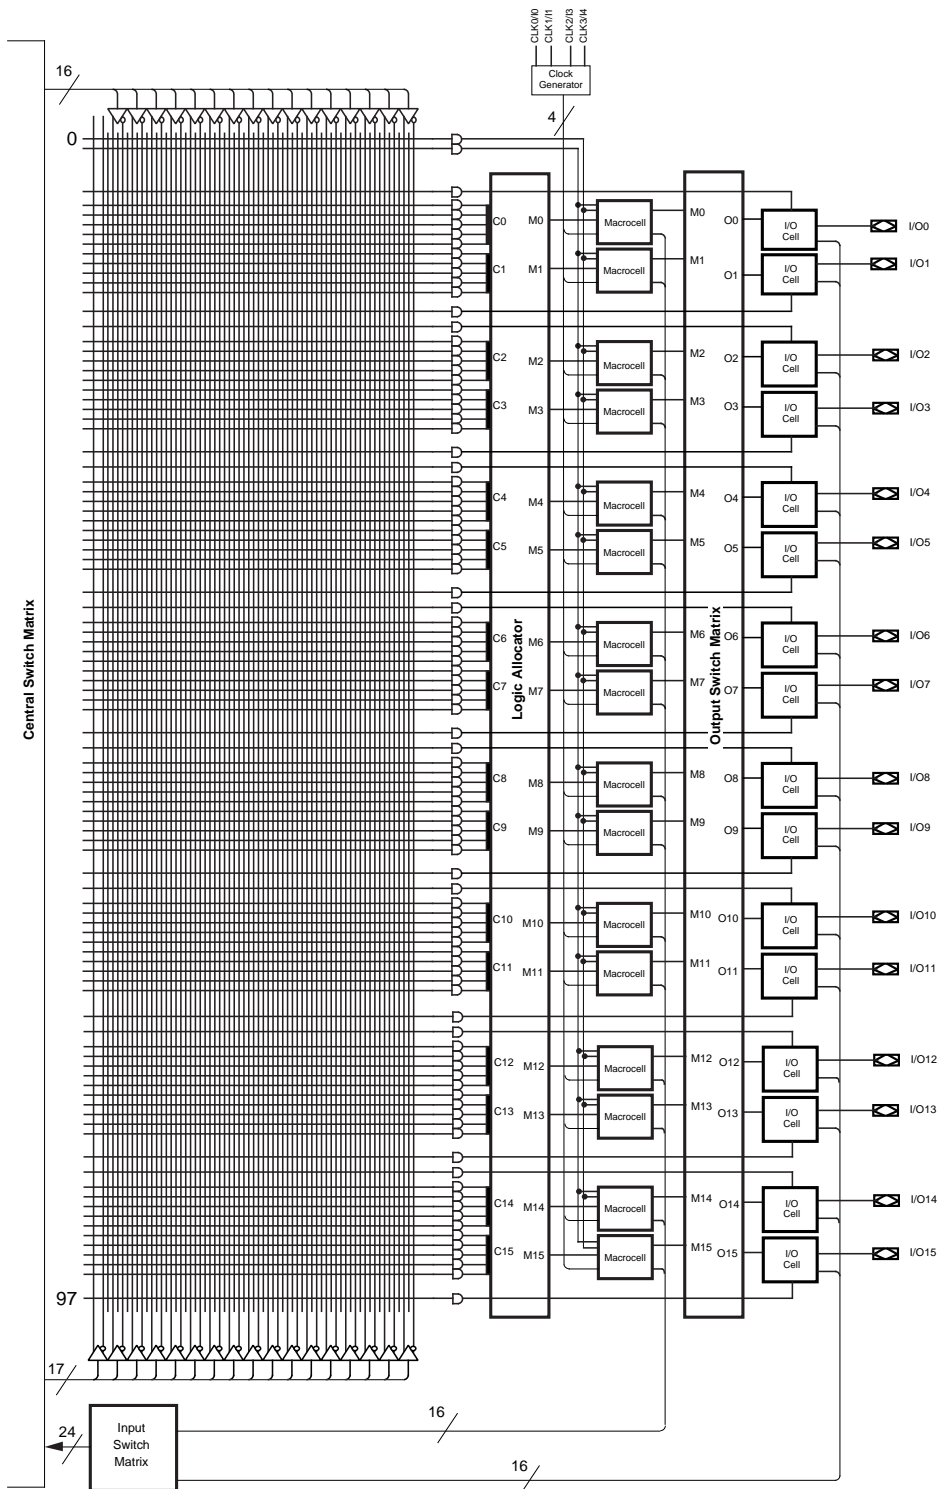 CLK0/I0
CLK1/I1
CLK2/I3
CLK3/I4
Clock
Generator
16
4
0
C0
M0
Macrocell
M0
O0
I/O
Cell
I/O0
C1
M1
Macrocell
M1
O1
I/O
Cell
I/O1
C2
M2
Macrocell
M2
O2
I/O
Cell
I/O2
C3
M3
Macrocell
M3
O3
I/O
Cell
I/O3
C4
M4
Macrocell
M4
O4
I/O
Cell
I/O4
C5
M5
Macrocell
M5
O5
I/O
Cell
I/O5
Central Switch Matrix
Logic Allocator
Output Switch Matrix
C6
M6
Macrocell
M6
O6
I/O
Cell
I/O6
C7
M7
Macrocell
M7
O7
I/O
Cell
I/O7
C8
M8
Macrocell
M8
O8
I/O
Cell
I/O8
C9
M9
Macrocell
M9
O9
I/O
Cell
I/O9
C10
M10
Macrocell
M10
O10
I/O
Cell
I/O10
C11
M11
Macrocell
M11
O11
I/O
Cell
I/O11
C12
M12
Macrocell
M12
O12
I/O
Cell
I/O12
C13
M13
Macrocell
M13
O13
I/O
Cell
I/O13
C14
M14
Macrocell
M14
O14
I/O
Cell
I/O14
C15
M15
Macrocell
M15
O15
I/O
Cell
I/O15
97
17
24
Input
Switch
Matrix
16
16